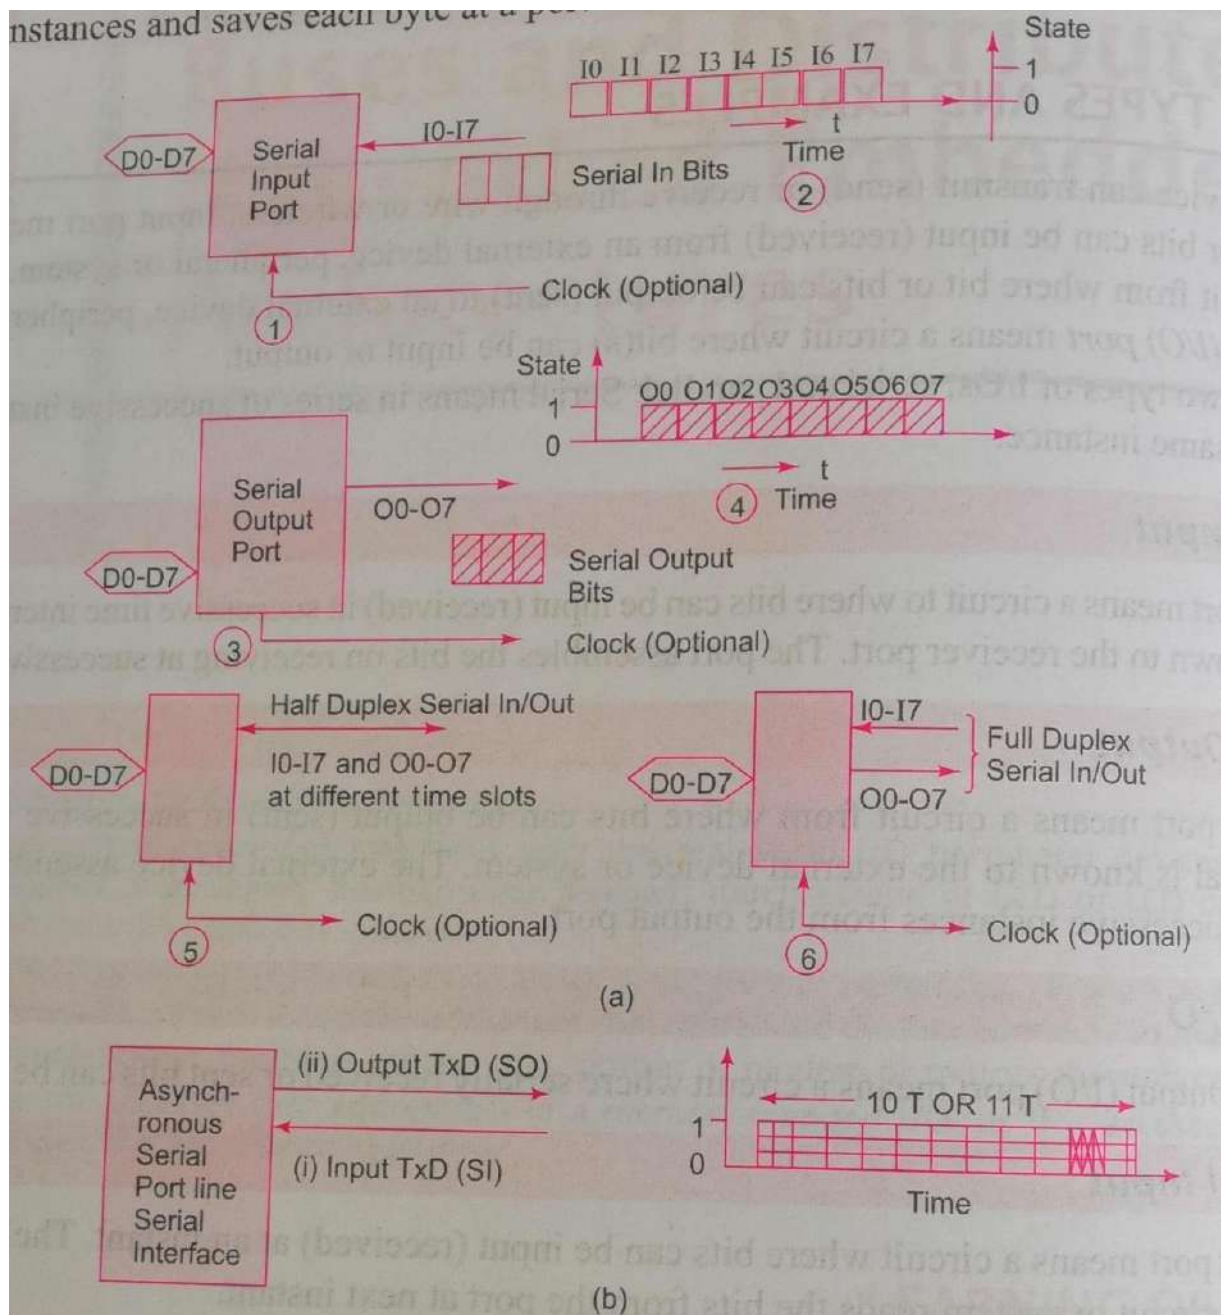 nstances and saves each byte at a
State
I0 I1 I2 I3 I4 I5 I6 I7
1
0
t
Time
2
D0-D7
Serial
Input
Port
I0-I7
Serial In Bits
Clock (Optional)
1
State
1
0
O0 O1 O2 O3 O4 O5 O6 O7
t
Time
4
Serial
Output
Port
O0-O7
D0-D7
Serial Output
Bits
Clock (Optional)
3
Half Duplex Serial In/Out
D0-D7
I0-I7 and O0-O7
at different time slots
Clock (Optional)
5
I0-I7
D0-D7
O0-O7
Full Duplex
Serial In/Out
Clock (Optional)
6
(a)
Asynch-
ronous
Serial
Port line
Serial
Interface
(ii) Output TxD (SO)
(i) Input TxD (SI)
10 T OR 11 T
1
0
Time
(b)